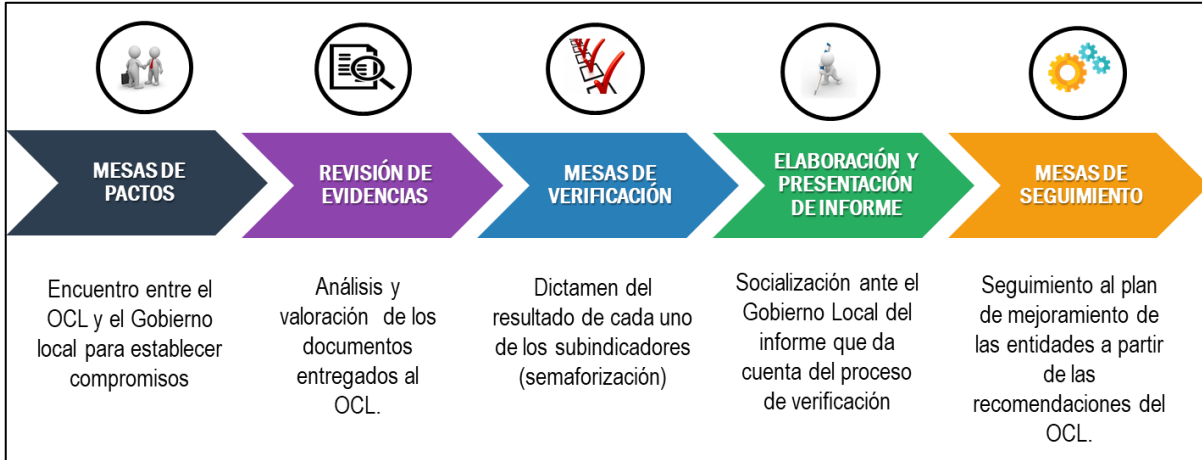 MESAS DE
PACTOS
REVISIÓN DE
EVIDENCIAS
MESAS DE
VERIFICACIÓN
ELABORACIÓN Y
PRESENTACIÓN
DE INFORME
MESAS DE
SEGUIMIENTO
Encuentro entre el
OCL y el Gobierno
local para establecer
compromisos
Análisis y
valoración de los
documentos
entregados al
OCL.
Dictamen del
resultado de cada uno
de los subindicadores
(semaforización)
Socialización ante el
Gobierno Local del
informe que da
cuenta del proceso
de verificación
Seguimiento al plan
de mejoramiento de
las entidades a partir
de las
recomendaciones del
OCL.